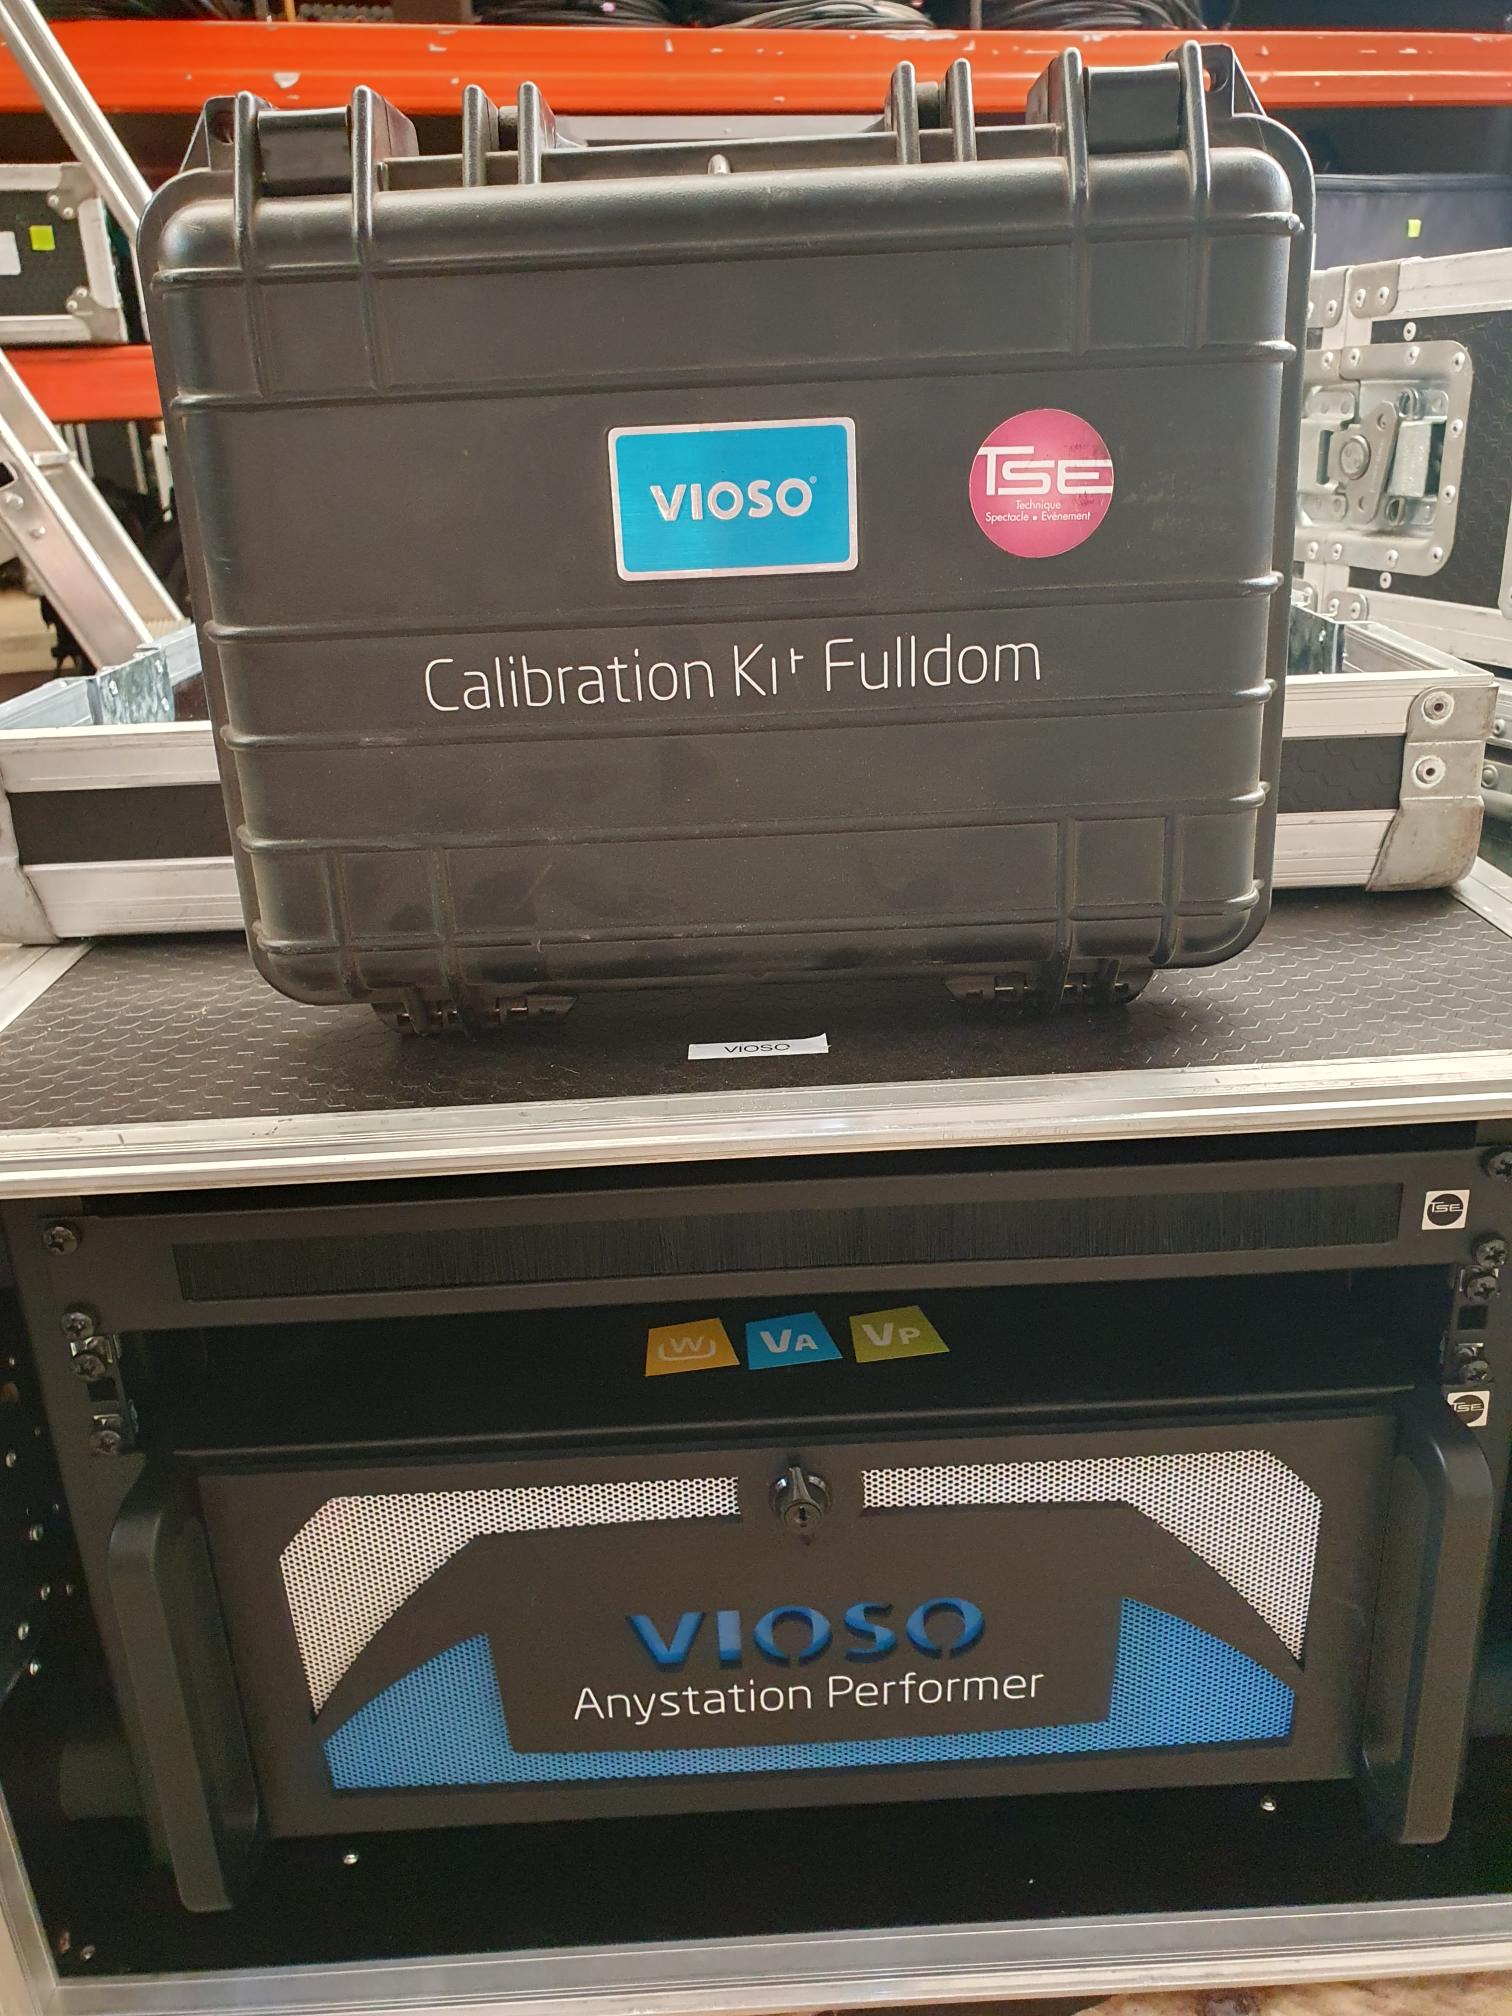 VIOSO®
TSE
Technique
Spectacle • Evénement
Calibration Kit Fulldom
VIOSO
TSE
W VA VP
TSE
VIOSO
Anystation Performer